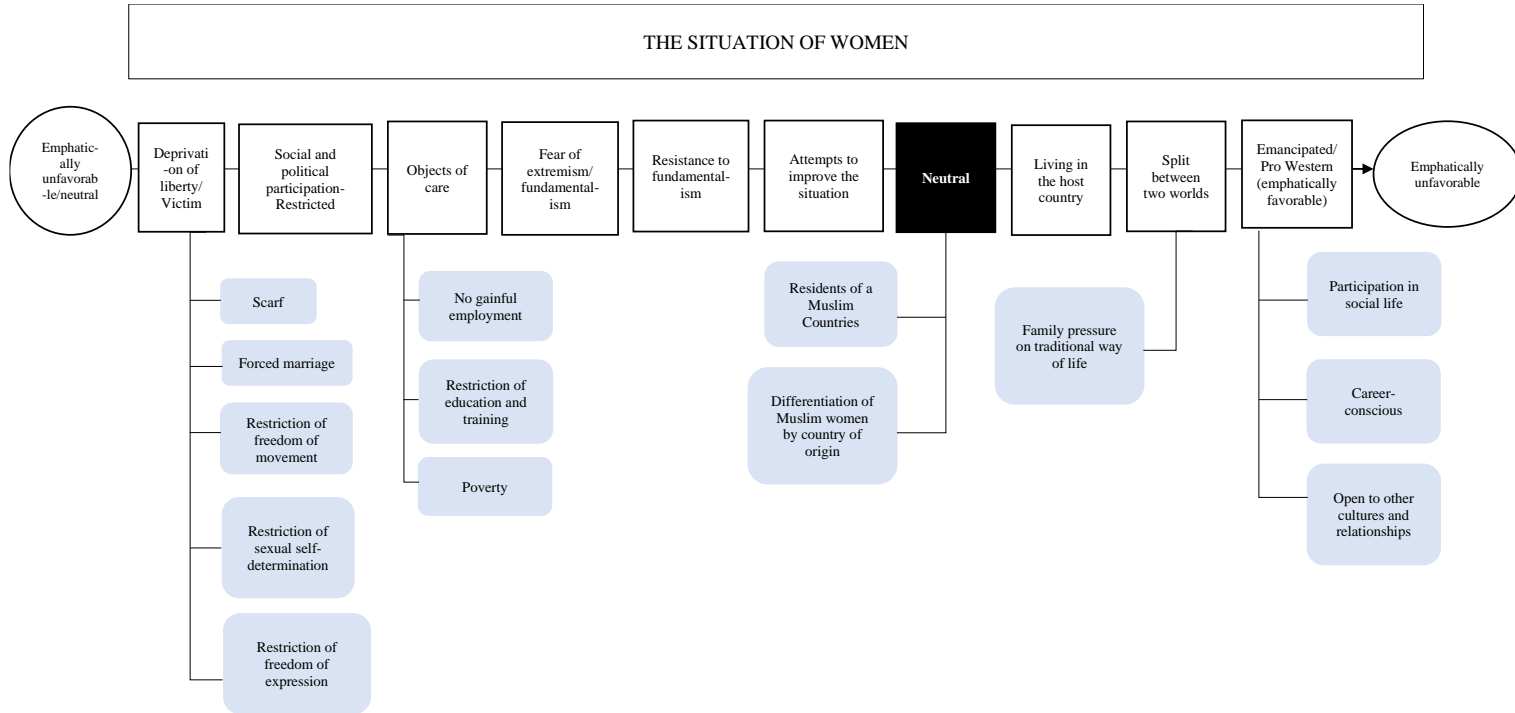 THE SITUATION OF WOMEN
Emphatic-
ally
unfavorab
-le/neutral
Deprivati
-on of
liberty/
Victim
Social and
political
participation-
Restricted
Objects of
care
Fear of
extremism/
fundamental-
ism
Resistance to
fundamental-
ism
Attempts to
improve the
situation
Neutral
Living in
the host
country
Split
between
two worlds
Emancipated/
Pro Western
(emphatically
favorable)
Emphatically
unfavorable
Scarf
Forced marriage
Restriction of
freedom of
movement
Restriction of
sexual self-
determination
Restriction of
freedom of
expression
No gainful
employment
Restriction of
education and
training
Poverty
Residents of a
Muslim
Countries
Differentiation of
Muslim women
by country of
origin
Family pressure
on traditional way
of life
Participation in
social life
Career-
conscious
Open to other
cultures and
relationships